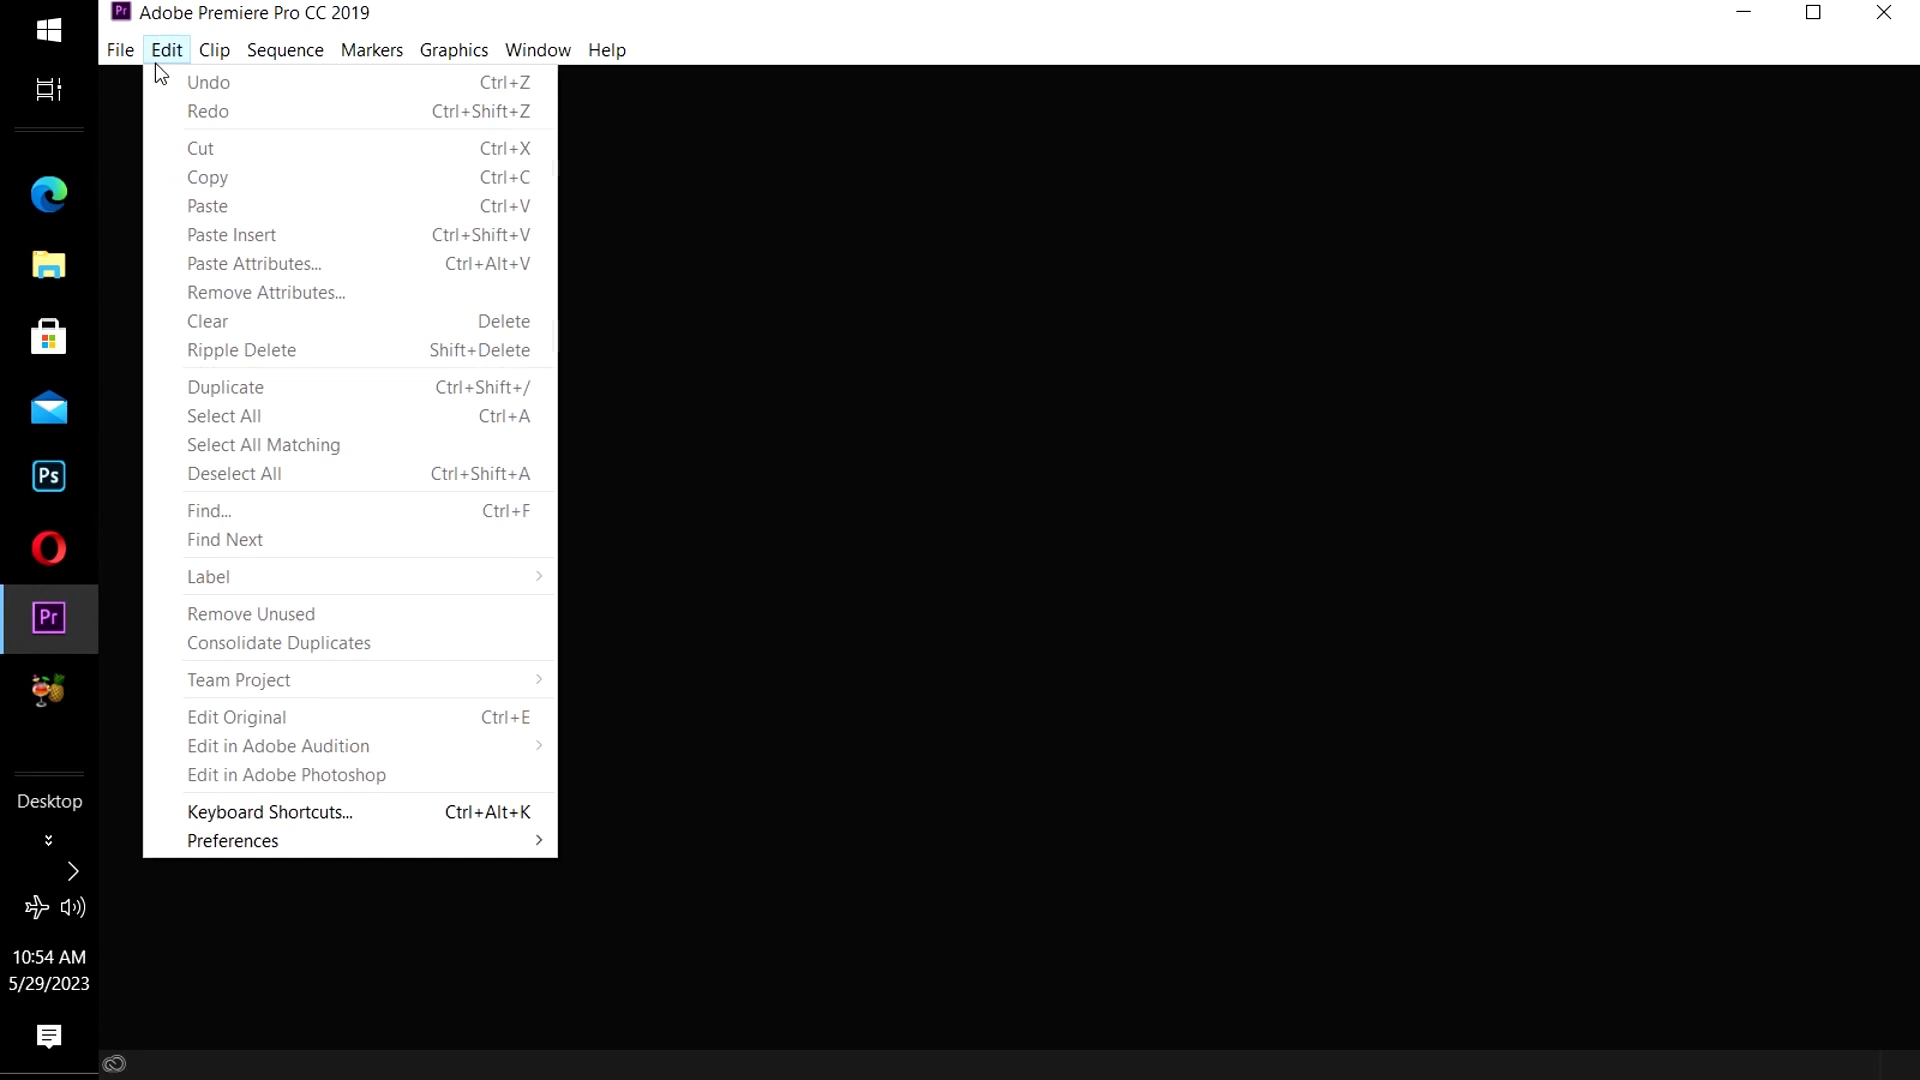 Pr Adobe Premiere Pro CC 2019
File Edit Clip Sequence Markers Graphics Window Help
Undo Ctrl+Z
Redo Ctrl+Shift+Z
Cut Ctrl+X
Copy Ctrl+C
Paste Ctrl+V
Paste Insert Ctrl+Shift+V
Paste Attributes... Ctrl+Alt+V
Remove Attributes...
Clear Delete
Ripple Delete Shift+Delete
Duplicate Ctrl+Shift+/
Select All Ctrl+A
Select All Matching
Deselect All Ctrl+Shift+A
Find... Ctrl+F
Find Next
Label
Remove Unused
Consolidate Duplicates
Team Project
Edit Original Ctrl+E
Edit in Adobe Audition
Edit in Adobe Photoshop
Keyboard Shortcuts... Ctrl+Alt+K
Preferences
Ps
Pr
Desktop
10:54 AM
5/29/2023